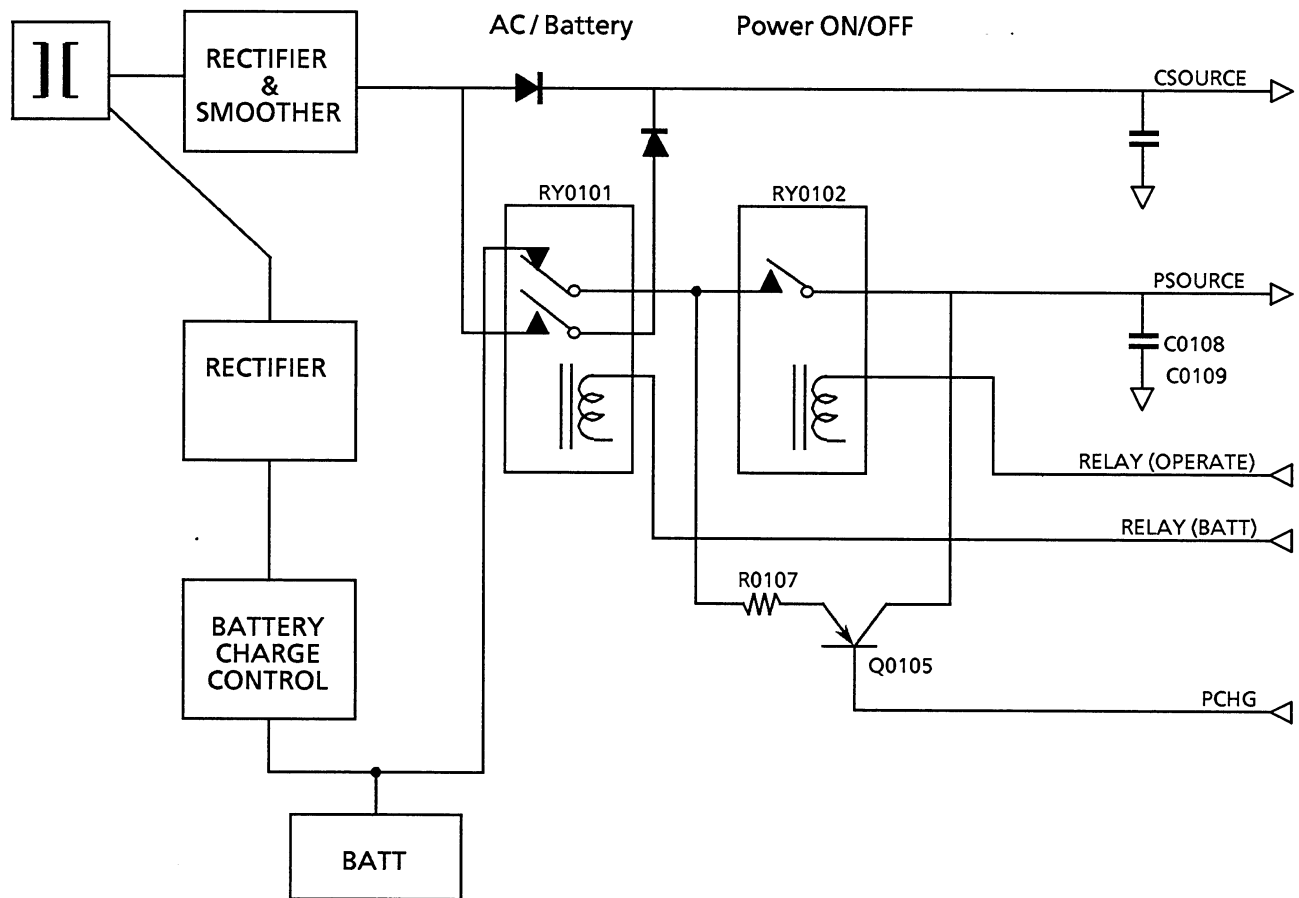 AC / Battery
Power ON/OFF
RECTIFIER
&
SMOOTHER
CSOURCE
RY0101
RY0102
PSOURCE
C0108
C0109
RECTIFIER
RELAY (OPERATE)
RELAY (BATT)
R0107
Q0105
BATTERY
CHARGE
CONTROL
PCHG
BATT